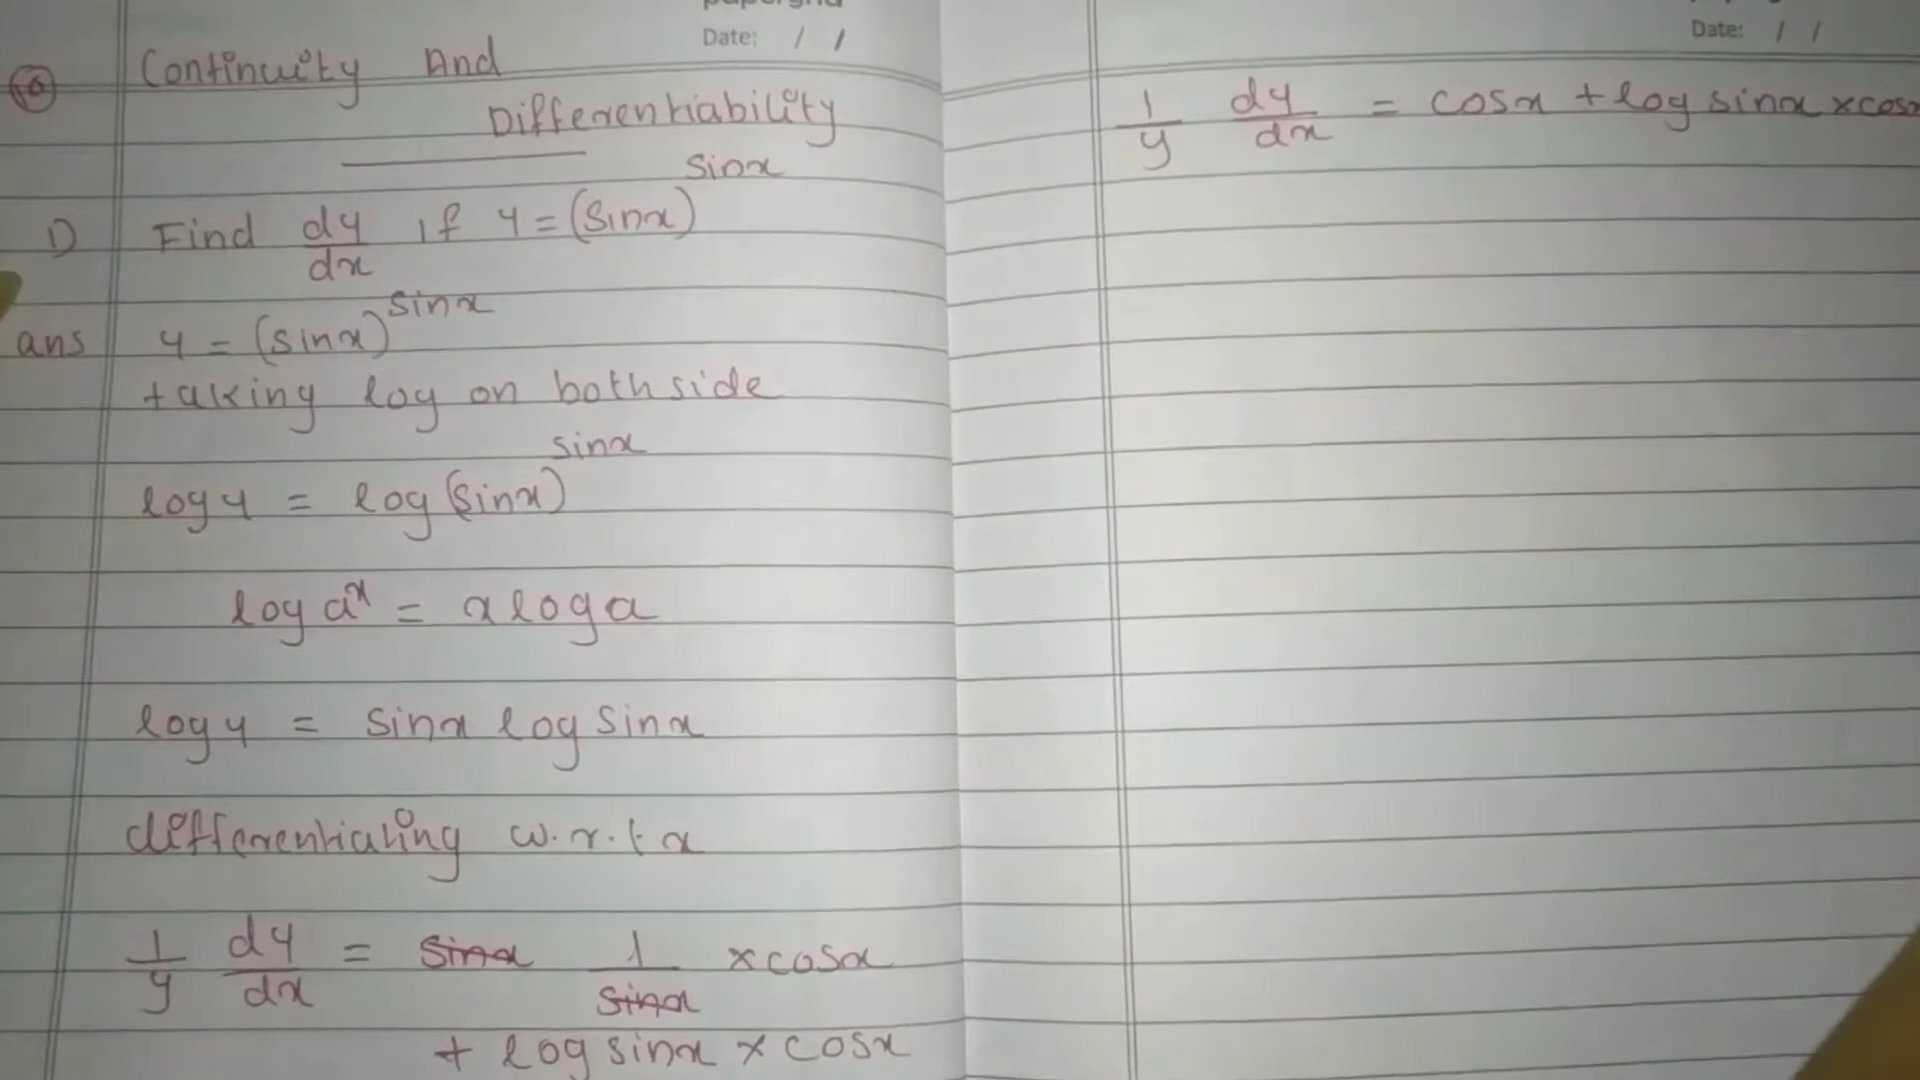 Date: / /
Continuity And
Differentiability
1) Find dy/dx if y = (sinx)^sinx
ans y = (sinx)^sinx
taking log on both side
log y = log (sinx)^sinx
log a^x = x log a
log y = sinx log sinx
differentiating w.r.t x
1/y dy/dx = sinx 1/sinx × cosx
+ log sinx × cosx
Date: / /
1/y dy/dx = cosx + log sinx × cosx